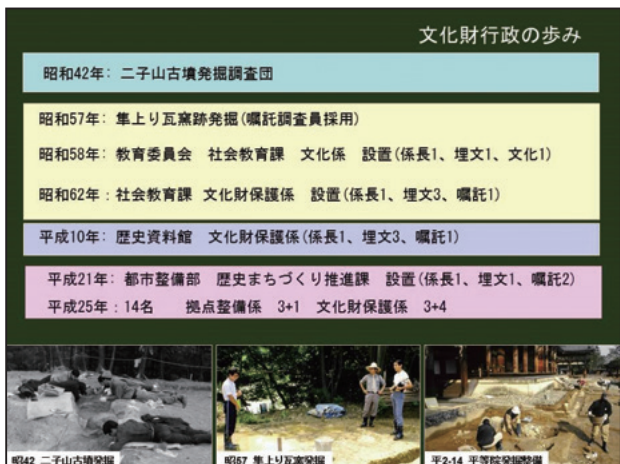 文化財行政の歩み
昭和42年: 二子山古墳発掘調査団
昭和57年: 隼上り瓦窯跡発掘(嘱託調査員採用)
昭和58年: 教育委員会 社会教育課 文化係 設置(係長1、埋文1、文化1)
昭和62年 : 社会教育課 文化財保護係 設置(係長1、埋文3、嘱託1)
平成10年: 歴史資料館 文化財保護係(係長1、埋文3、嘱託1)
平成21年: 都市整備部 歴史まちづくり推進課 設置(係長1、埋文1、嘱託2)
平成25年 : 14名 拠点整備係 3+1 文化財保護係 3+4
昭42 二子山古墳発掘
昭57 隼上り瓦窯発掘
平2-14 平等院発掘整備